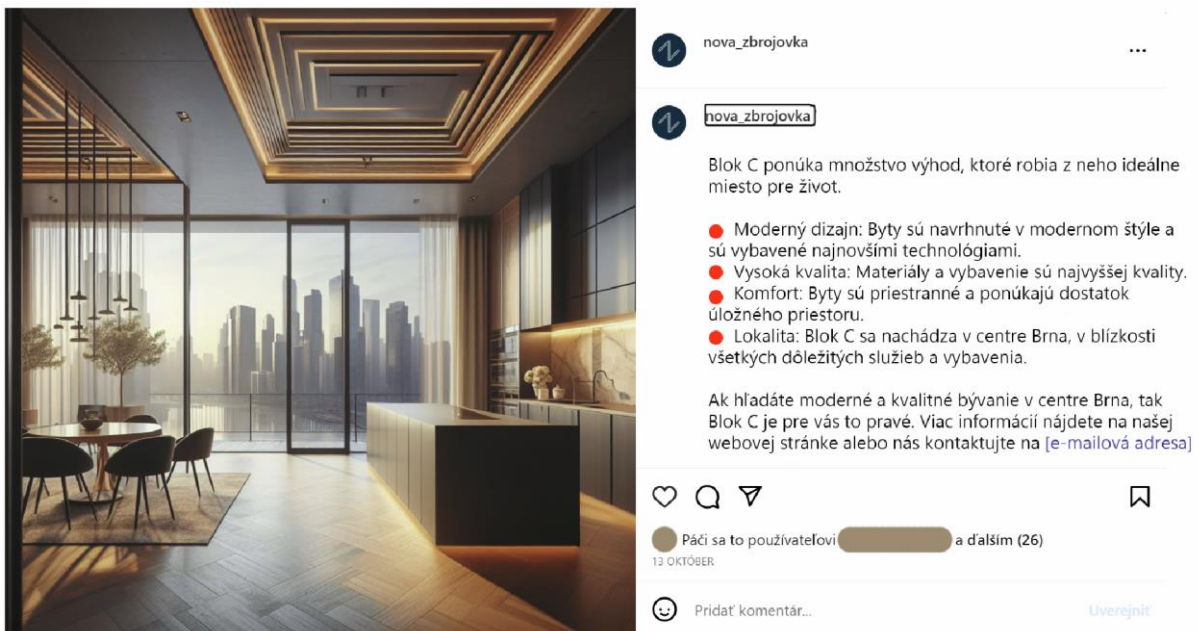 nova_zbrojovka
...
nova_zbrojovka
Blok C ponúka množstvo výhod, ktoré robia z neho ideálne
miesto pre život.
Moderný dizajn: Byty sú navrhnuté v modernom štýle a
sú vybavené najnovšími technológiami.
Vysoká kvalita: Materiály a vybavenie sú najvyššej kvality.
Komfort: Byty sú priestranné a ponúkajú dostatok
úložného priestoru.
Lokalita: Blok C sa nachádza v centre Brna, v blízkosti
všetkých dôležitých služieb a vybavenia.
Ak hľadáte moderné a kvalitné bývanie v centre Brna, tak
Blok C je pre vás to pravé. Viac informácií nájdete na našej
webovej stránke alebo nás kontaktujte na [e-mailová adresa]
Páči sa to používateľovi a ďalším (26)
13 OKTÓBER
Pridať komentár...
Uverejniť